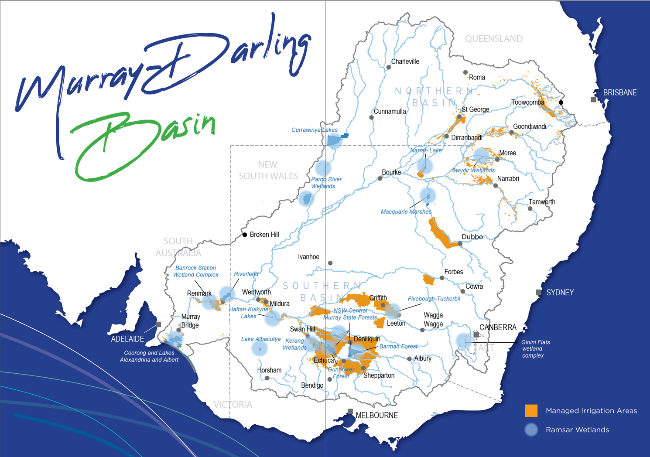 Murray-Darling
Basin
QUEENSLAND
Charleville
Roma
NORTHERN
BASIN
BRISBANE
Toowoomba
Cunnamulla
St George
Goondiwindi
Currawinya Lakes
Dirranbandi
NEW
SOUTH WALES
Narran Lake
Moree
Gwydir Wetlands
Paroo River
Wetlands
Bourke
Narrabri
Macquarie Marshes
Tamworth
Broken Hill
Dubbo
SOUTH
AUSTRALIA
Ivanhoe
Banrock Station
Wetland Complex
Riverland
Forbes
SOUTHERN
BASIN
Renmark
Wentworth
Mildura
Griffith
Fivebough-Tuckerbil
Cowra
SYDNEY
Hattah-Kulkyne
Lakes
NSW Central
Murray State Forests
Leeton
Wagga
Wagga
Murray
Bridge
Swan Hill
CANBERRA
ADELAIDE
Lake Albacutya
Kerang
Wetlands
Deniliquin
Barmah Forest
Ginini Flats
wetland
complex
Coorong and Lakes
Alexandrina and Albert
Echuca
Gunbower
Forest
Albury
Horsham
Shepparton
Bendigo
VICTORIA
MELBOURNE
Managed Irrigation Areas
Ramsar Wetlands